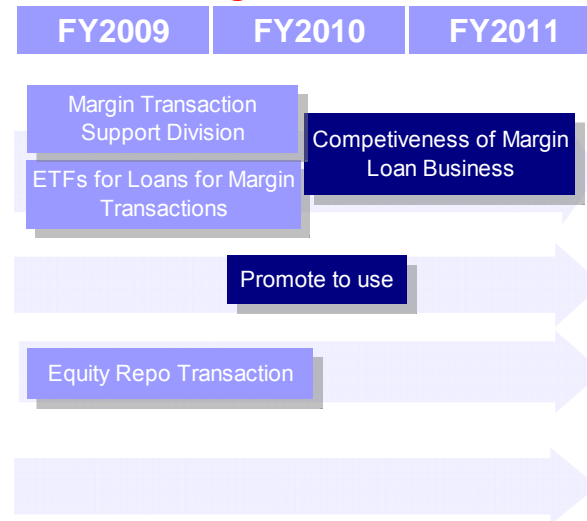 FY2009 FY2010 FY2011
Margin Transaction
Support Division
Competiveness of Margin
Loan Business
ETFs for Loans for Margin
Transactions
Promote to use
Equity Repo Transaction